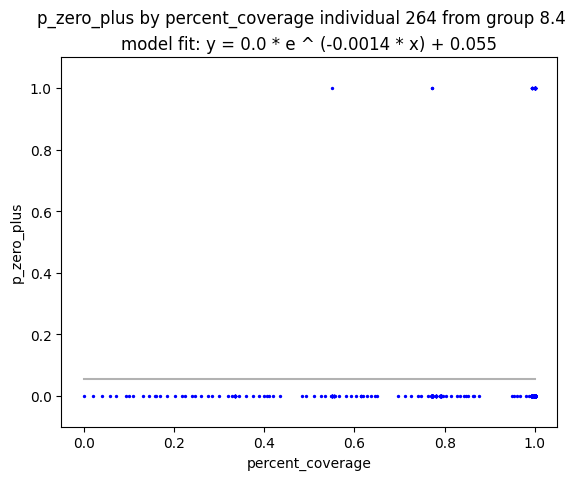 p_zero_plus by percent_coverage individual 264 from group 8.4
model fit: y = 0.0 * e ^ (-0.0014 * x) + 0.055
1.0
0.8
0.6
0.4
0.2
0.0
p_zero_plus
0.0 0.2 0.4 0.6 0.8 1.0
percent_coverage